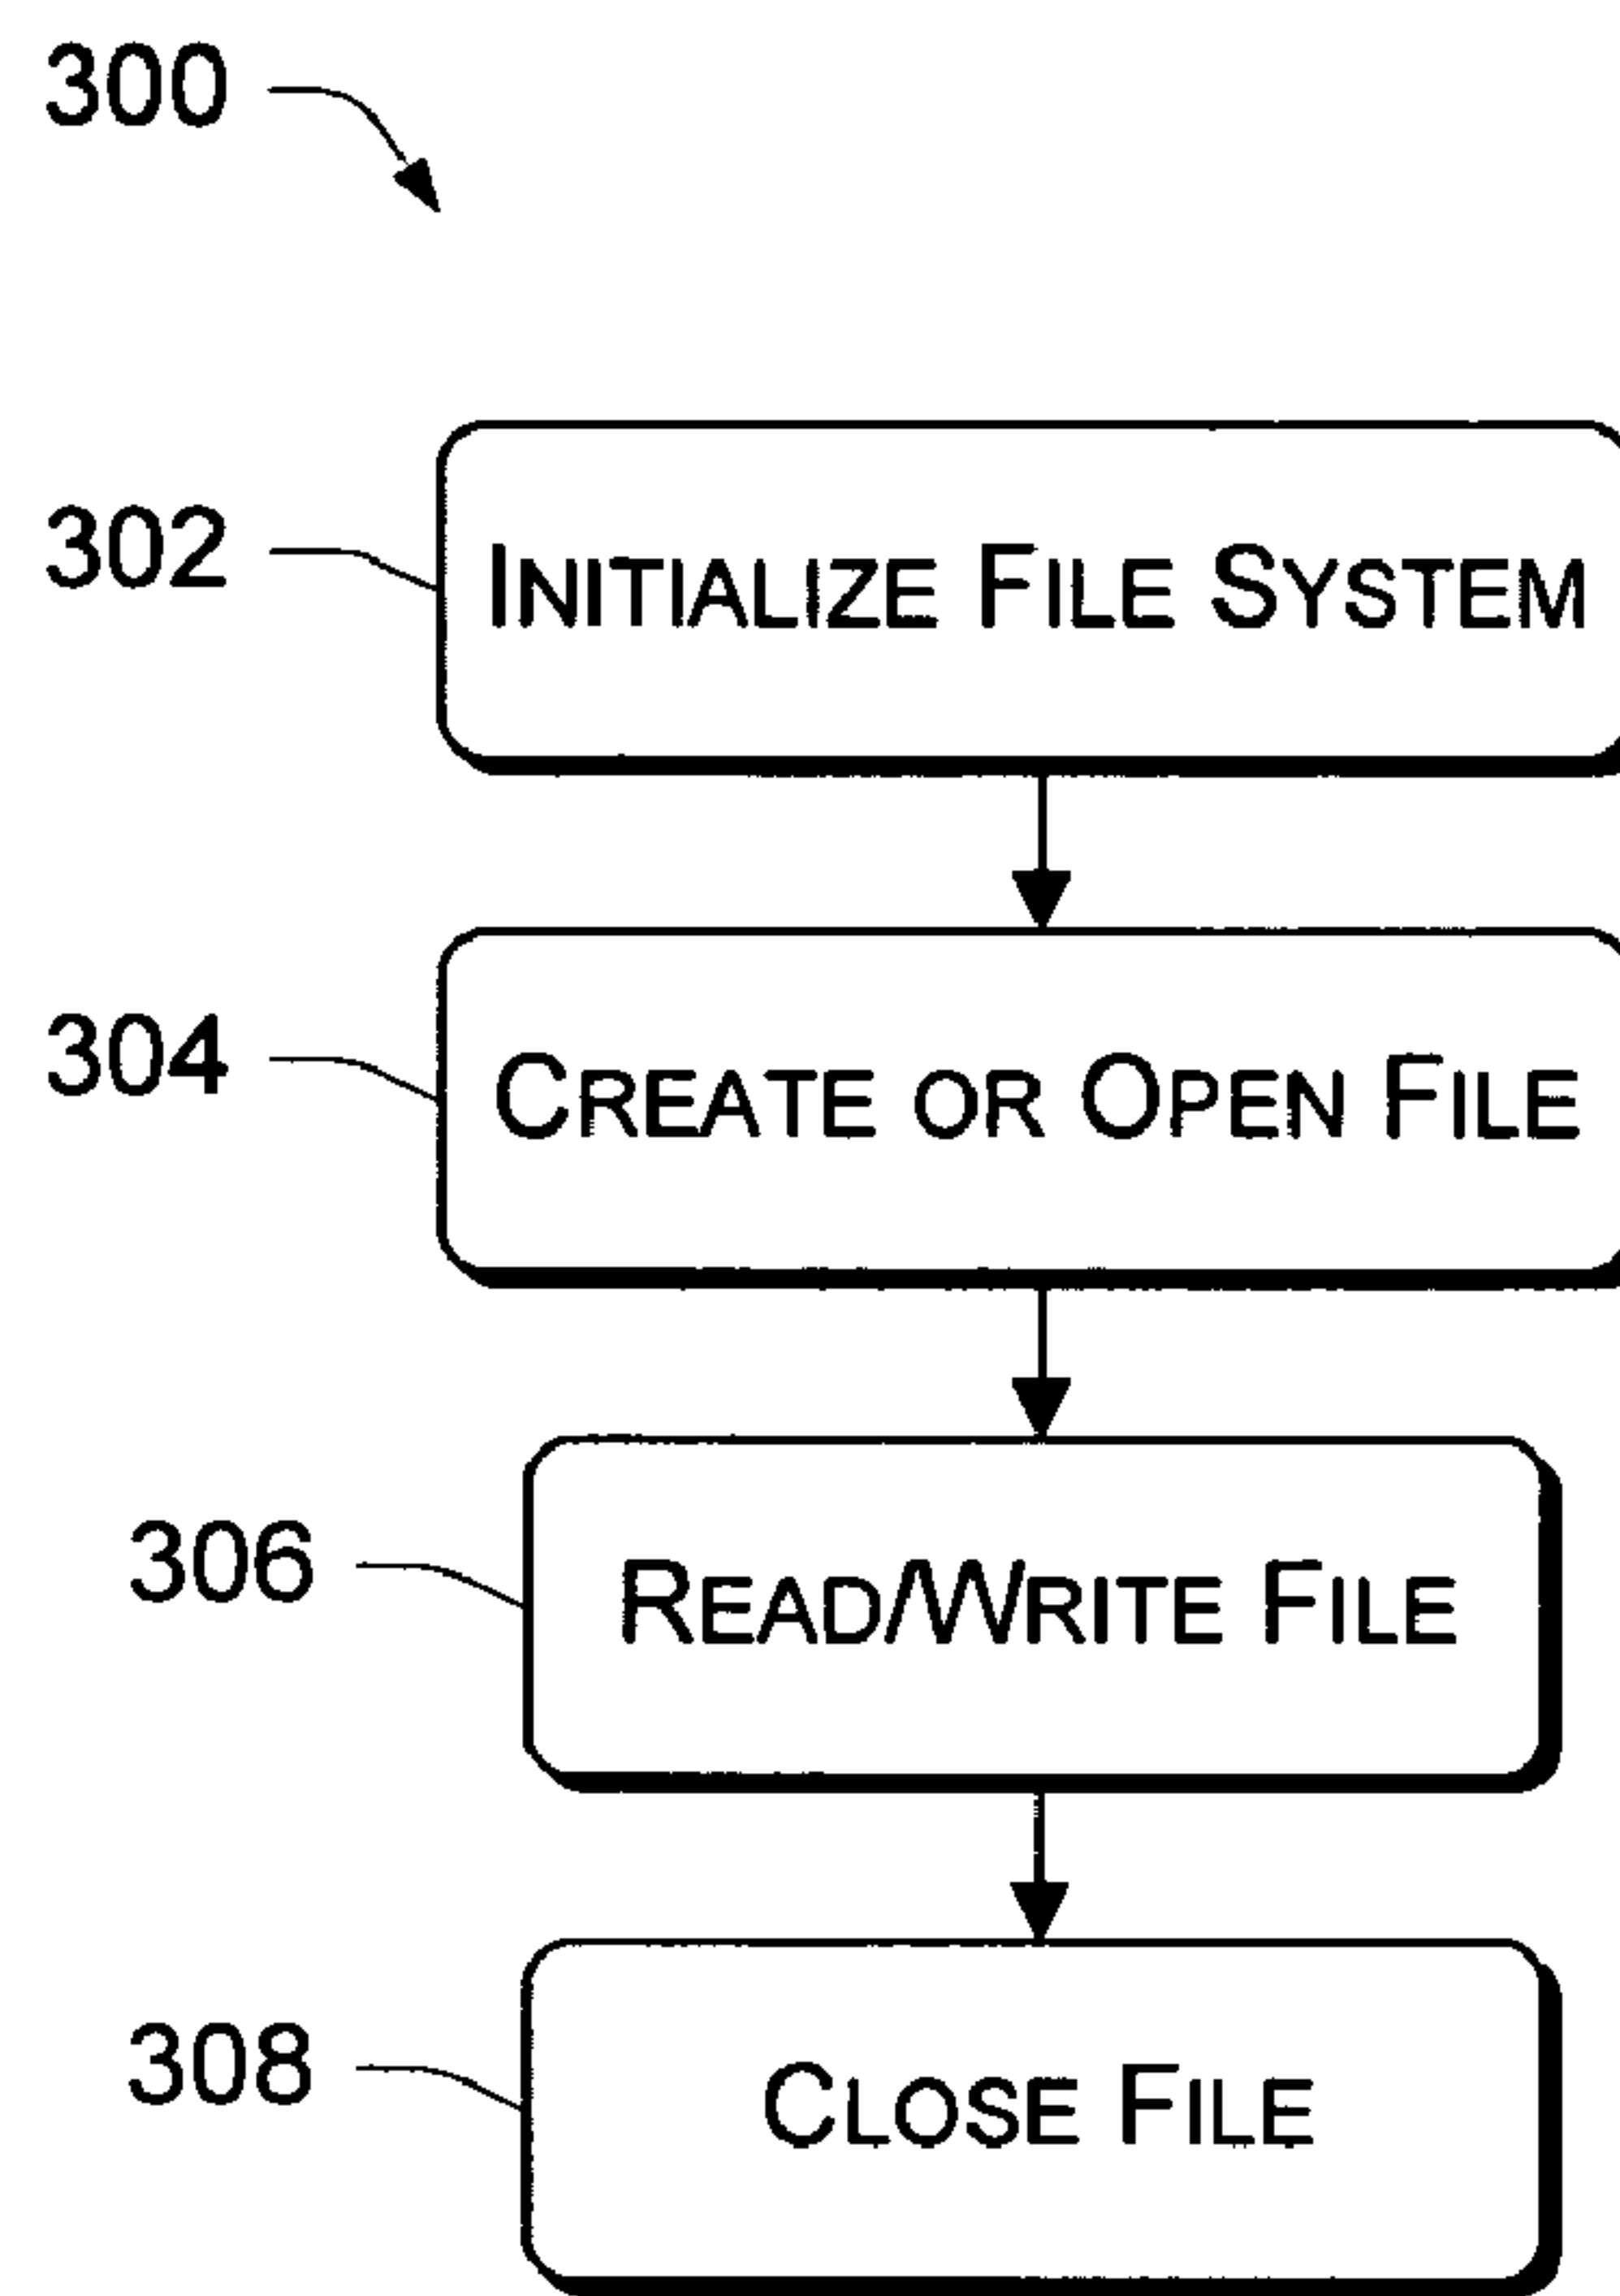 300
302
INITIALIZE FILE SYSTEM
304
CREATE OR OPEN FILE
306
READ/WRITE FILE
308
CLOSE FILE